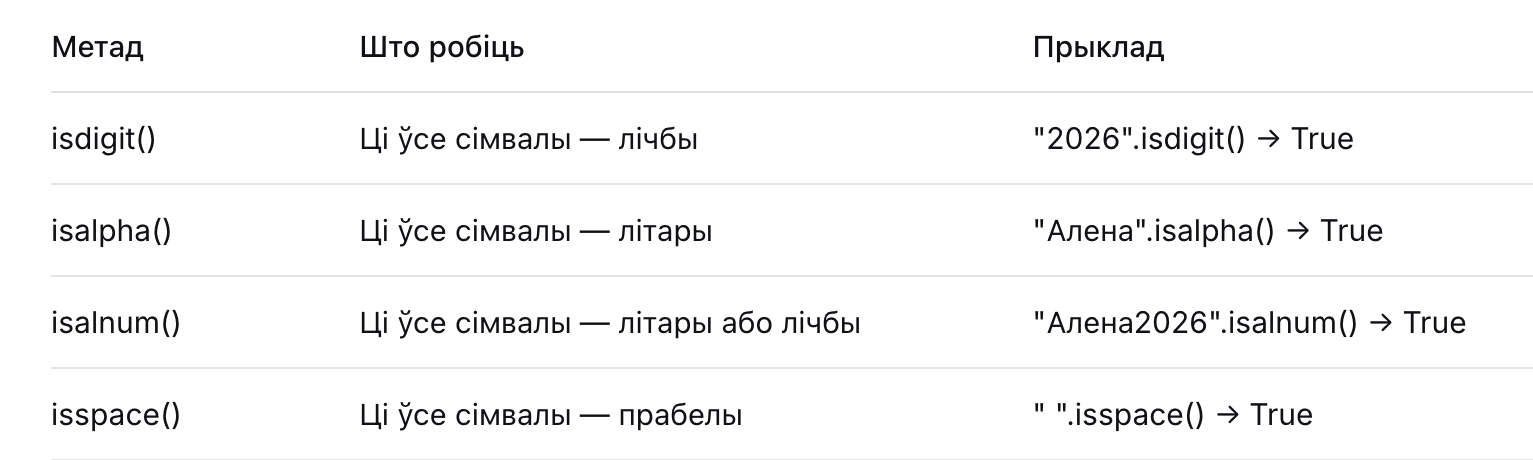 Метад Што робіць Прыклад
isdigit() Ці ўсе сімвалы — лічбы "2026".isdigit() → True
isalpha() Ці ўсе сімвалы — літары "Алена".isalpha() → True
isalnum() Ці ўсе сімвалы — літары або лічбы "Алена2026".isalnum() → True
isspace() Ці ўсе сімвалы — прабелы " ".isspace() → True